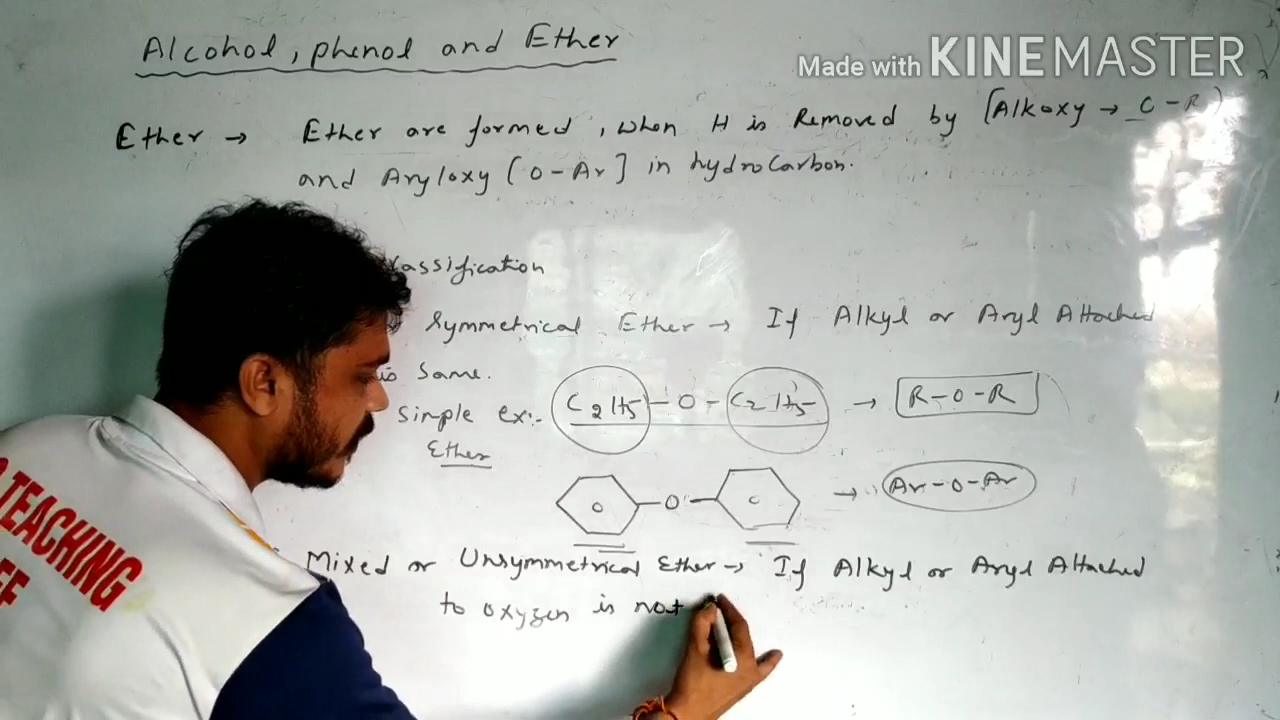 Alcohol, phenol and Ether
Made with KINEMASTER
Ether → Ether are formed, when H is Removed by [Alkoxy → O-R)
and Aryloxy [O-Ar] in hydrocarbon.
lassification
Symmetrical Ether → If Alkyl or Aryl Attached
is Same.
Simple ex:- C2H5-O-C2H5 → R-O-R
Ether
-O- → Ar-O-Ar
Mixed or Unsymmetrical Ether → If Alkyl or Aryl Attached
to oxygen is not
TEACHING